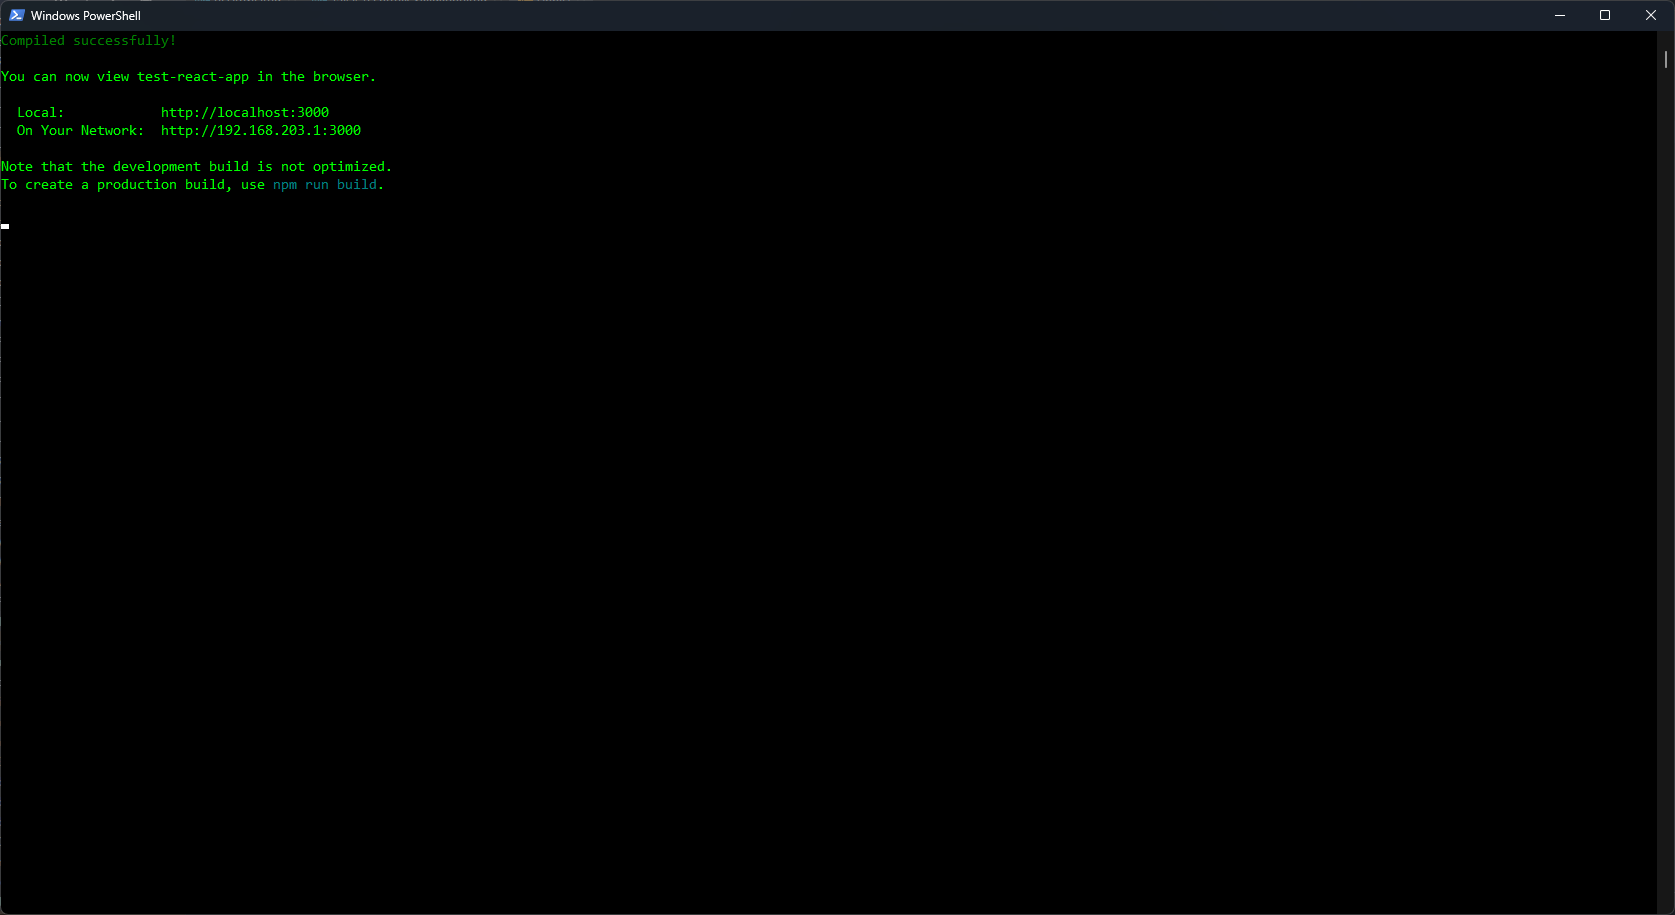 Windows PowerShell
Compiled successfully!
You can now view test-react-app in the browser.
Local: http://localhost:3000
On Your Network: http://192.168.203.1:3000
Note that the development build is not optimized.
To create a production build, use npm run build.